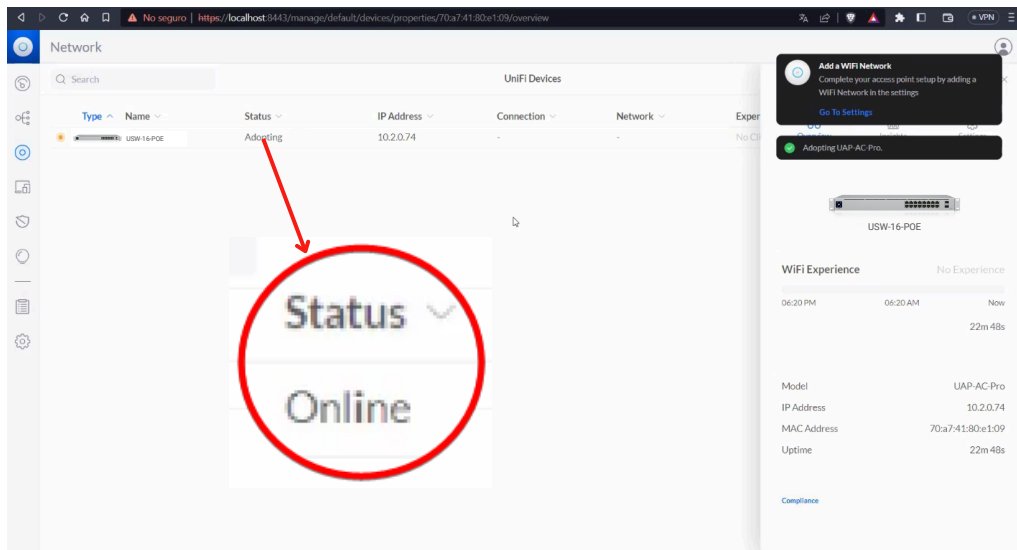 No seguro https://localhost:8443/manage/default/devices/properties/70:a7:41:80:e1:09/overview
VPN
Network
Search
UniFi Devices
Type Name Status IP Address Connection Network Exper
USW-16-POE Adopting 10.2.0.74 - - No Cl
Status
Online
Add a WiFi Network
Complete your access point setup by adding a
WiFi Network in the settings
Go To Settings
Adopting UAP-AC-Pro.
USW-16-POE
WiFi Experience No Experience
06:20 PM 06:20 AM Now
22m 48s
Model UAP-AC-Pro
IP Address 10.2.0.74
MAC Address 70:a7:41:80:e1:09
Uptime 22m 48s
Compliance